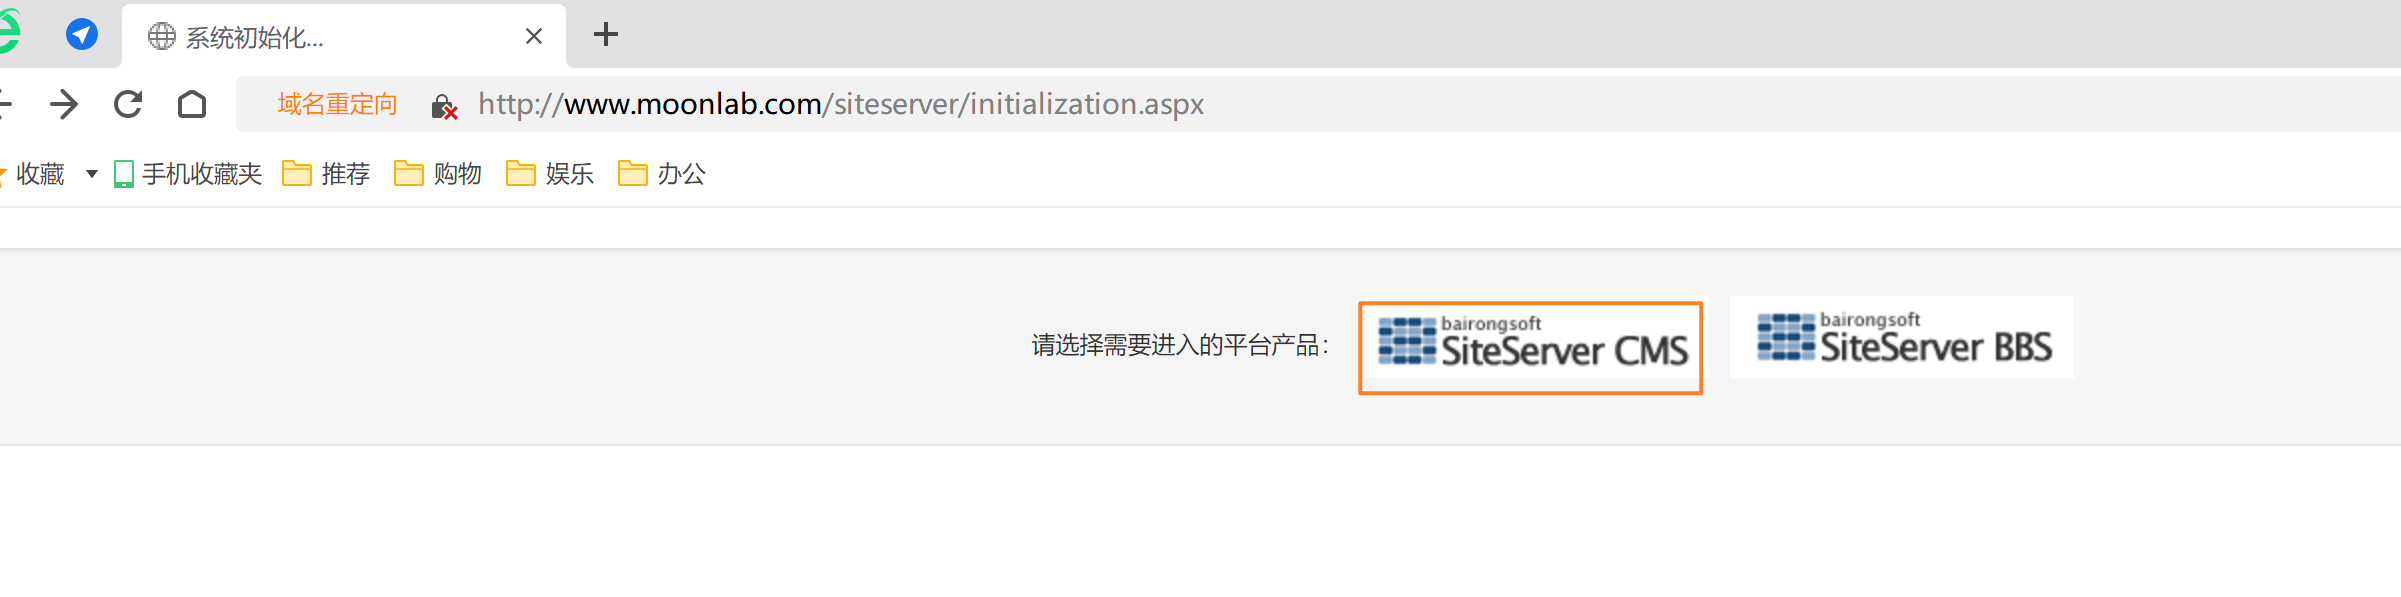 系统初始化...
域名重定向 http://www.moonlab.com/siteserver/initialization.aspx
收藏 手机收藏夹 推荐 购物 娱乐 办公
请选择需要进入的平台产品：
bairongsoft
SiteServer CMS
bairongsoft
SiteServer BBS